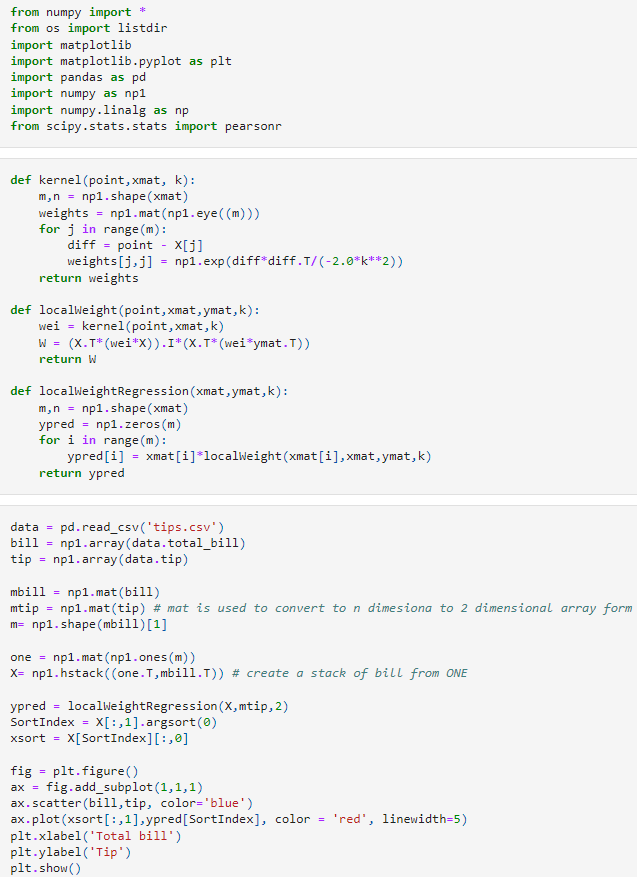 from numpy import *
from os import listdir
import matplotlib
import matplotlib.pyplot as plt
import pandas as pd
import numpy as np1
import numpy.linalg as np
from scipy.stats.stats import pearsonr
def kernel(point,xmat, k):
    m,n = np1.shape(xmat)
    weights = np1.mat(np1.eye((m)))
    for j in range(m):
        diff = point - X[j]
        weights[j,j] = np1.exp(diff*diff.T/(-2.0*k**2))
    return weights
def localWeight(point,xmat,ymat,k):
    wei = kernel(point,xmat,k)
    W = (X.T*(wei*X)).I*(X.T*(wei*ymat.T))
    return W
def localWeightRegression(xmat,ymat,k):
    m,n = np1.shape(xmat)
    ypred = np1.zeros(m)
    for i in range(m):
        ypred[i] = xmat[i]*localWeight(xmat[i],xmat,ymat,k)
    return ypred
data = pd.read_csv('tips.csv')
bill = np1.array(data.total_bill)
tip = np1.array(data.tip)
mbill = np1.mat(bill)
mtip = np1.mat(tip) # mat is used to convert to n dimesiona to 2 dimensional array form
m= np1.shape(mbill)[1]
one = np1.mat(np1.ones(m))
X= np1.hstack((one.T,mbill.T)) # create a stack of bill from ONE
ypred = localWeightRegression(X,mtip,2)
SortIndex = X[:,1].argsort(0)
xsort = X[SortIndex][:,0]
fig = plt.figure()
ax = fig.add_subplot(1,1,1)
ax.scatter(bill,tip, color='blue')
ax.plot(xsort[:,1],ypred[SortIndex], color = 'red', linewidth=5)
plt.xlabel('Total bill')
plt.ylabel('Tip')
plt.show()